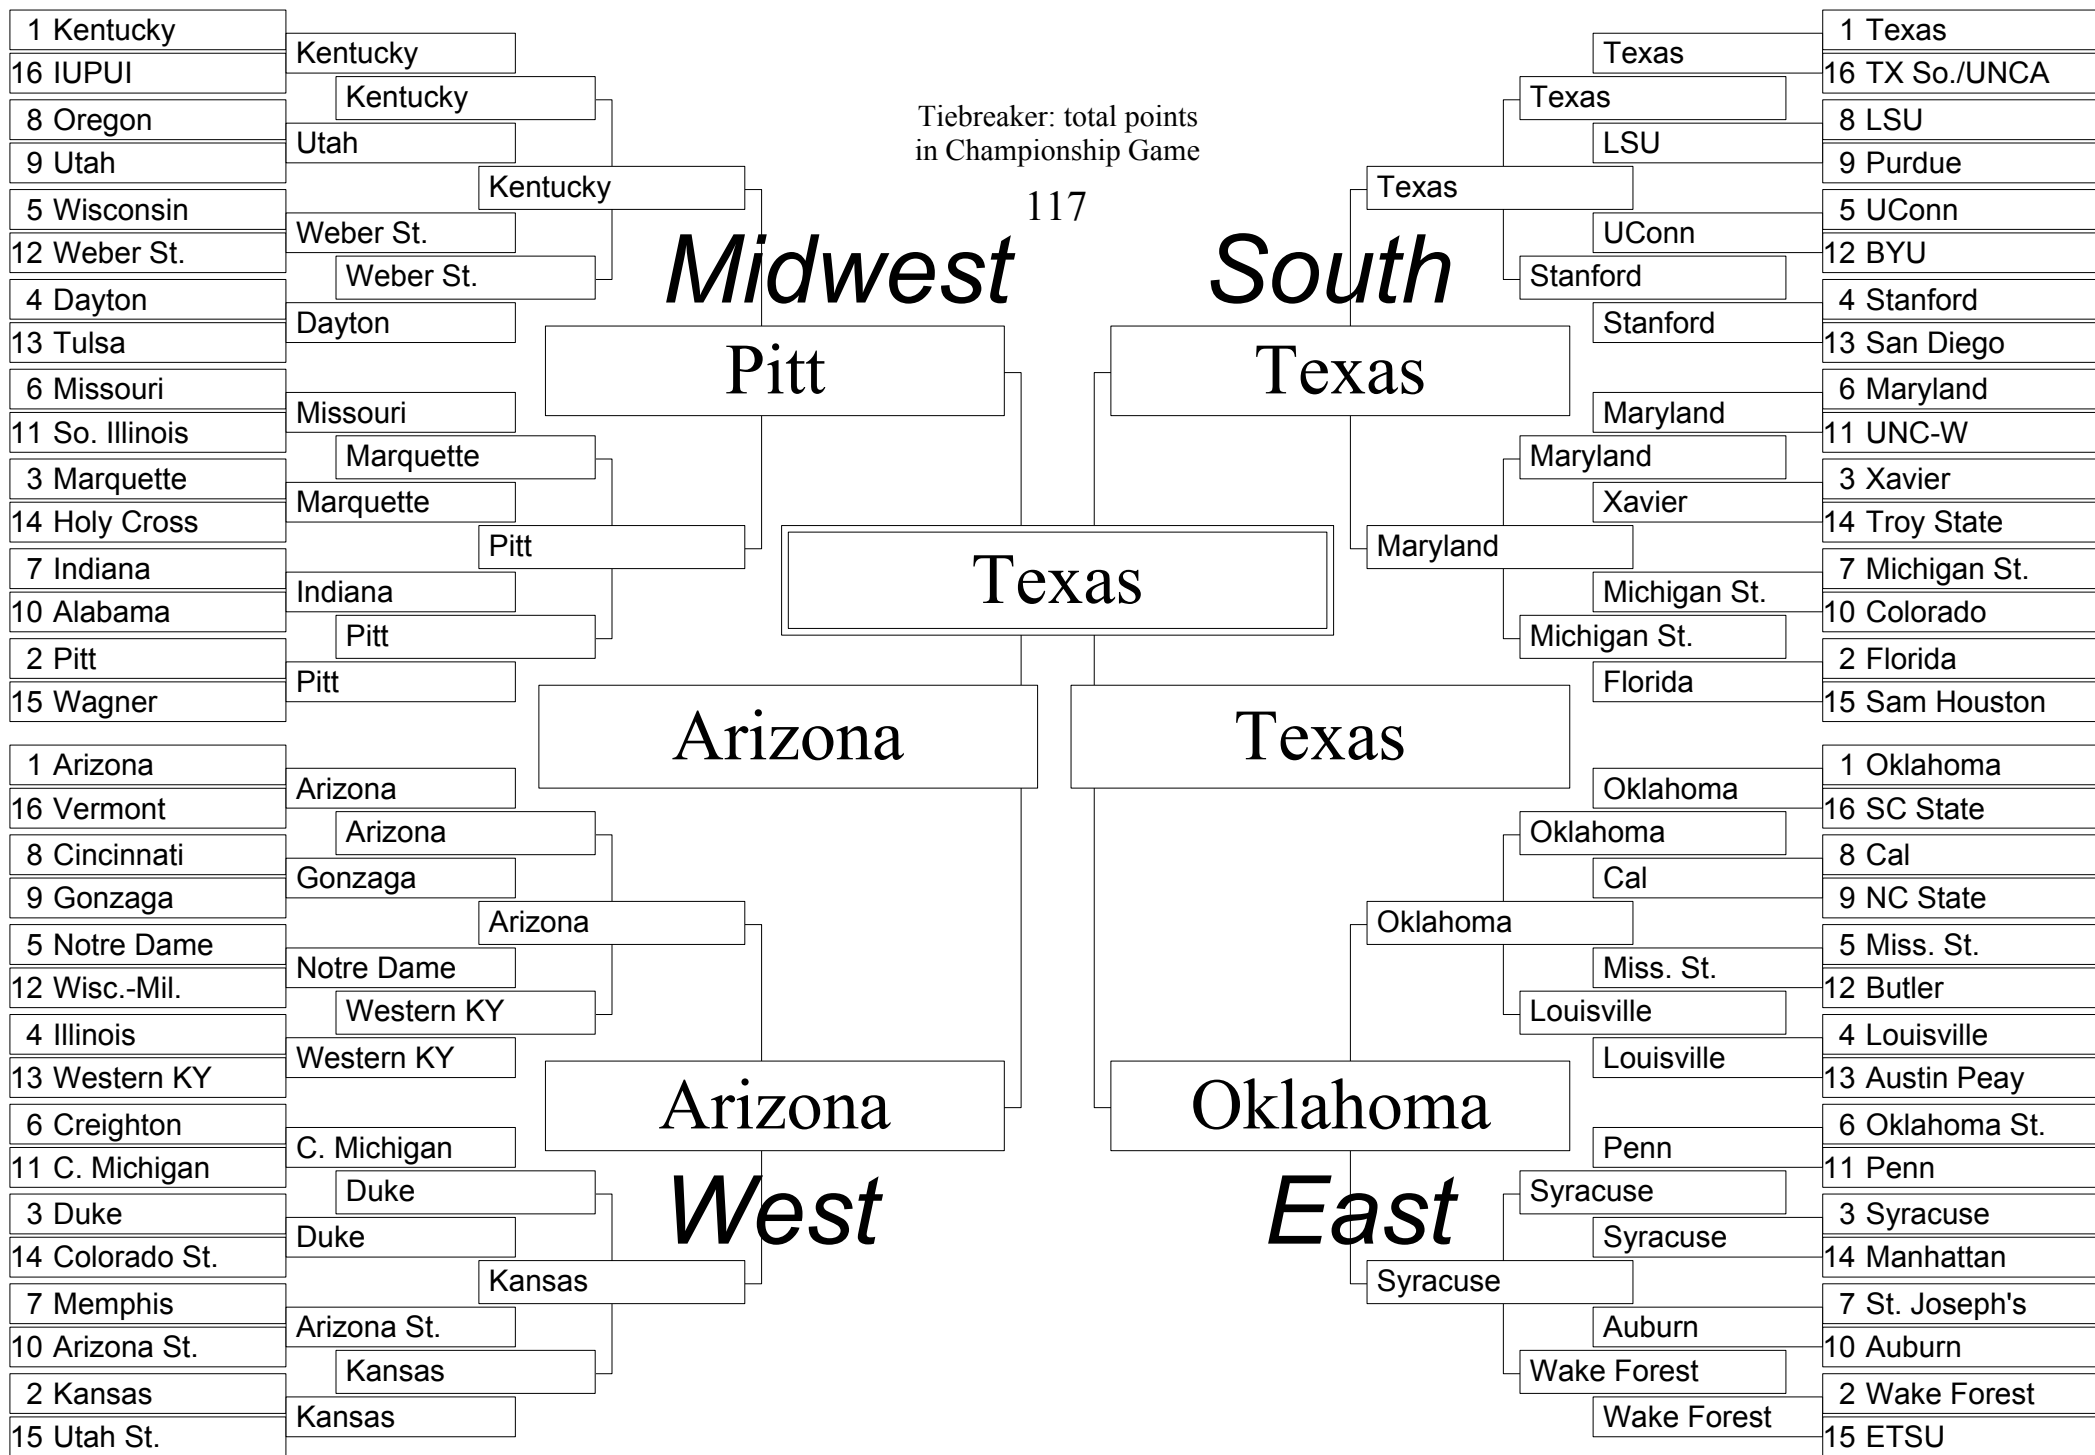 1 Kentucky
16 IUPUI
8 Oregon
9 Utah
5 Wisconsin
12 Weber St.
4 Dayton
13 Tulsa
6 Missouri
11 So. Illinois
3 Marquette
14 Holy Cross
7 Indiana
10 Alabama
2 Pitt
15 Wagner
Kentucky
Utah
Weber St.
Dayton
Missouri
Marquette
Indiana
Pitt
Kentucky
Weber St.
Marquette
Pitt
Kentucky
Pitt
Midwest
Pitt
1 Arizona
16 Vermont
8 Cincinnati
9 Gonzaga
5 Notre Dame
12 Wisc.-Mil.
4 Illinois
13 Western KY
6 Creighton
11 C. Michigan
3 Duke
14 Colorado St.
7 Memphis
10 Arizona St.
2 Kansas
15 Utah St.
Arizona
Gonzaga
Notre Dame
Western KY
C. Michigan
Duke
Arizona St.
Kansas
Arizona
Western KY
Duke
Kansas
Arizona
Kansas
Arizona
West
Tiebreaker: total points
in Championship Game
117
Texas
Arizona
Texas
South
Texas
Texas
Maryland
Texas
Stanford
Maryland
Michigan St.
Texas
LSU
UConn
Stanford
Maryland
Xavier
Michigan St.
Florida
1 Texas
16 TX So./UNCA
8 LSU
9 Purdue
5 UConn
12 BYU
4 Stanford
13 San Diego
6 Maryland
11 UNC-W
3 Xavier
14 Troy State
7 Michigan St.
10 Colorado
2 Florida
15 Sam Houston
Oklahoma
East
Oklahoma
Syracuse
Oklahoma
Louisville
Syracuse
Wake Forest
Oklahoma
Cal
Miss. St.
Louisville
Penn
Syracuse
Auburn
Wake Forest
1 Oklahoma
16 SC State
8 Cal
9 NC State
5 Miss. St.
12 Butler
4 Louisville
13 Austin Peay
6 Oklahoma St.
11 Penn
3 Syracuse
14 Manhattan
7 St. Joseph's
10 Auburn
2 Wake Forest
15 ETSU